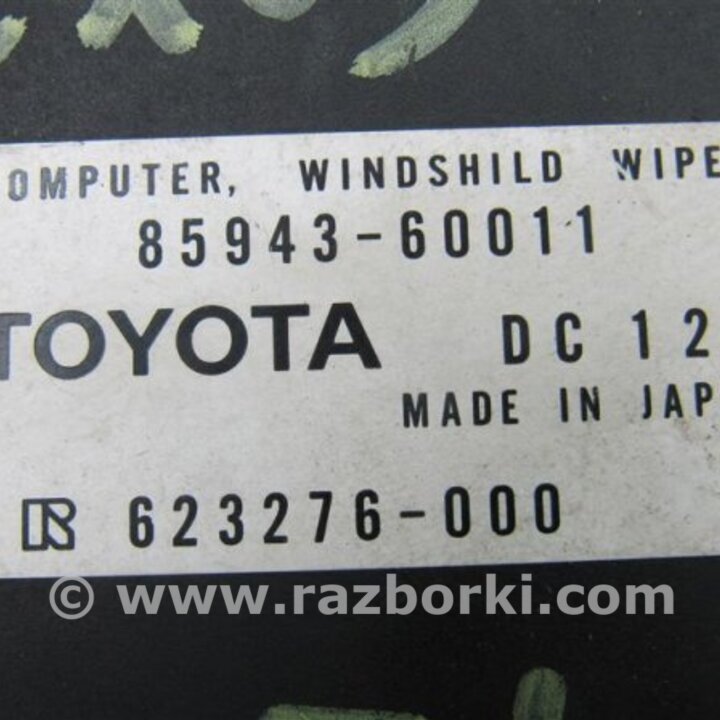 OMPUTER, WINDSHILD WIPE
85943-60011
TOYOTA DC 12
MADE IN JAP
R 623276-000
© www.razborki.com